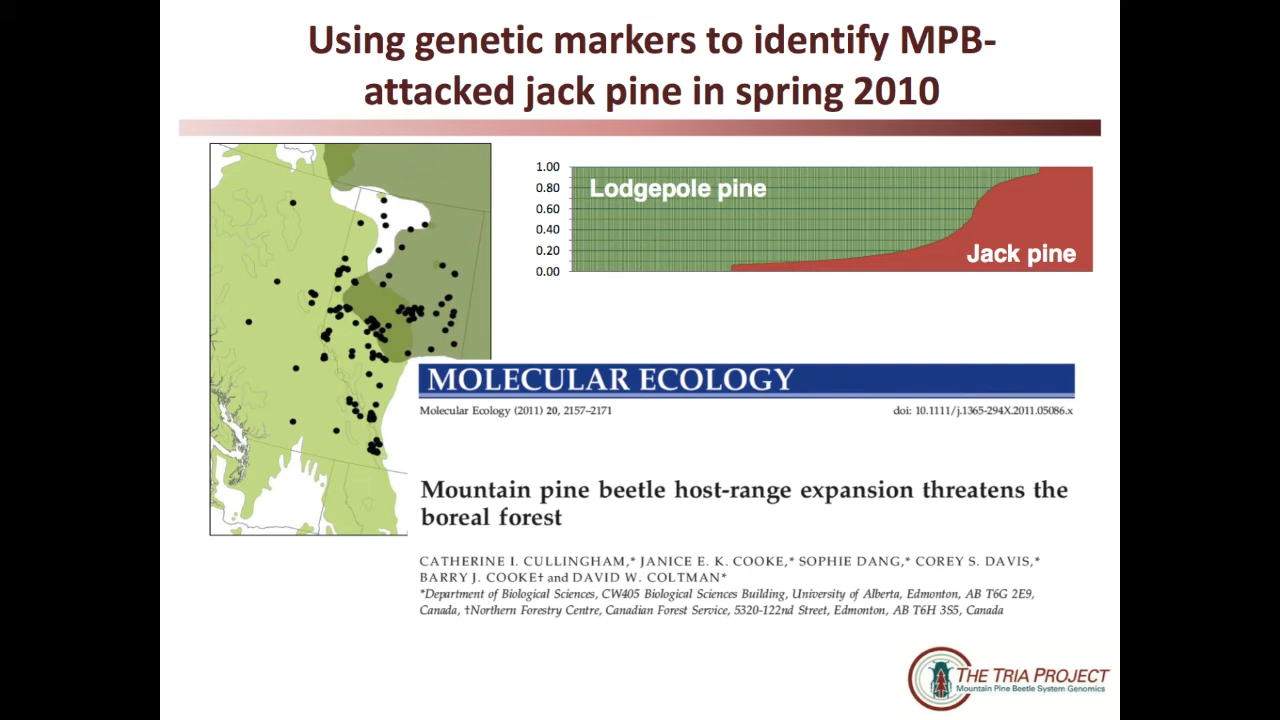 Using genetic markers to identify MPB-
attacked jack pine in spring 2010
1.00
0.80
0.60
0.40
0.20
0.00
Lodgepole pine
Jack pine
MOLECULAR ECOLOGY
Molecular Ecology (2011) 20, 2157–2171
doi: 10.1111/j.1365-294X.2011.05086.x
Mountain pine beetle host-range expansion threatens the
boreal forest
CATHERINE I. CULLINGHAM,* JANICE E. K. COOKE,* SOPHIE DANG,* COREY S. DAVIS,*
BARRY J. COOKE† and DAVID W. COLTMAN*
*Department of Biological Sciences, CW405 Biological Sciences Building, University of Alberta, Edmonton, AB T6G 2E9,
Canada, †Northern Forestry Centre, Canadian Forest Service, 5320-122nd Street, Edmonton, AB T6H 3S5, Canada
THE TRIA PROJECT
Mountain Pine Beetle System Genomics